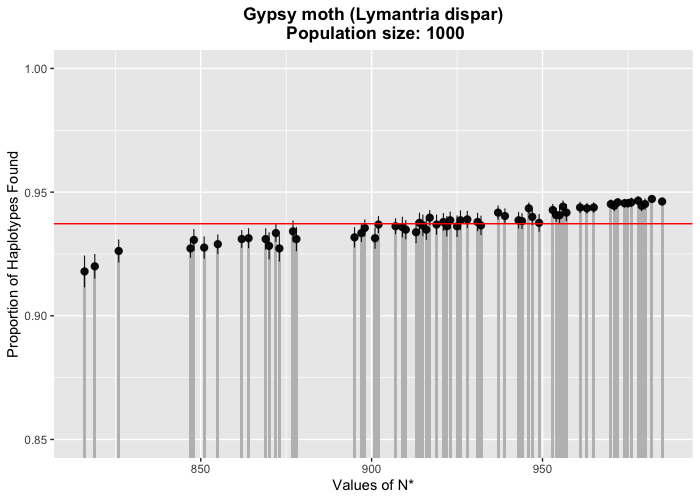 Gypsy moth (Lymantria dispar)
Population size: 1000
1.00
0.95
0.90
0.85
Proportion of Haplotypes Found
850
900
950
Values of N*